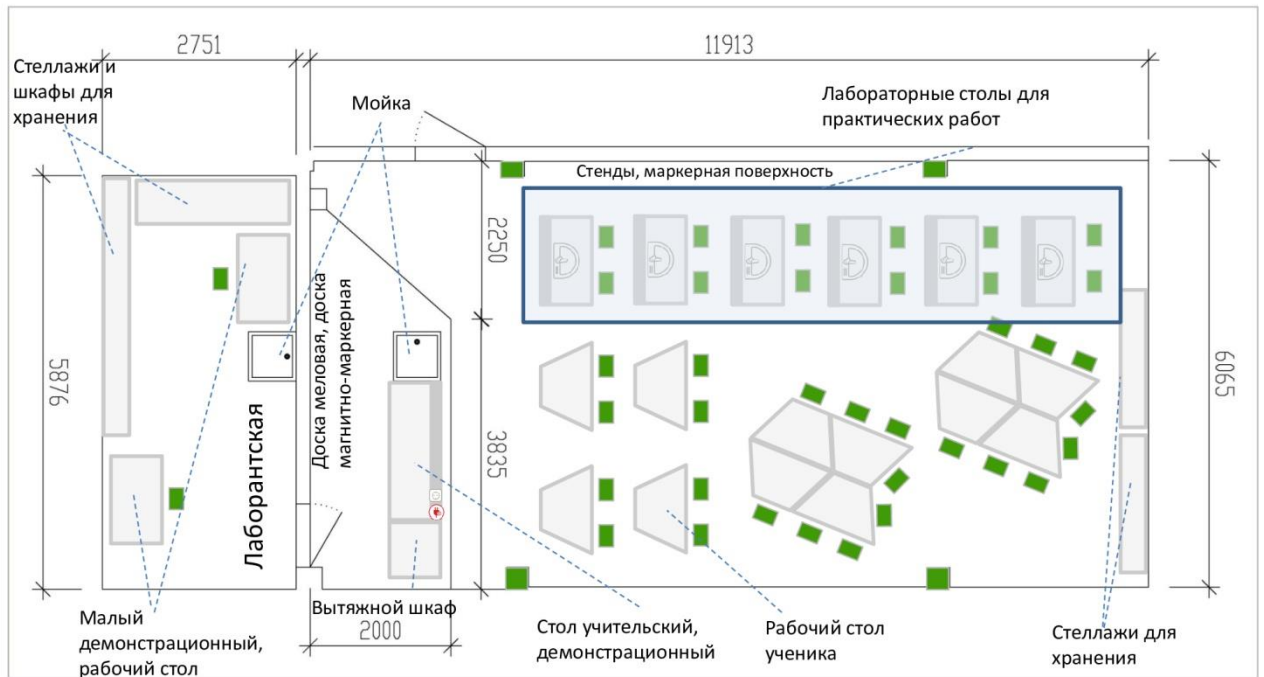 2751
11913
Стеллажи и
шкафы для
хранения
Мойка
Лабораторные столы для
практических работ
Стенды, маркерная поверхность
2250
Доска меловая, доска
магнитно-маркерная
5876
6065
Лаборантская
3835
Вытяжной шкаф
2000
Малый
демонстрационный,
рабочий стол
Стол учительский,
демонстрационный
Рабочий стол
ученика
Стеллажи для
хранения